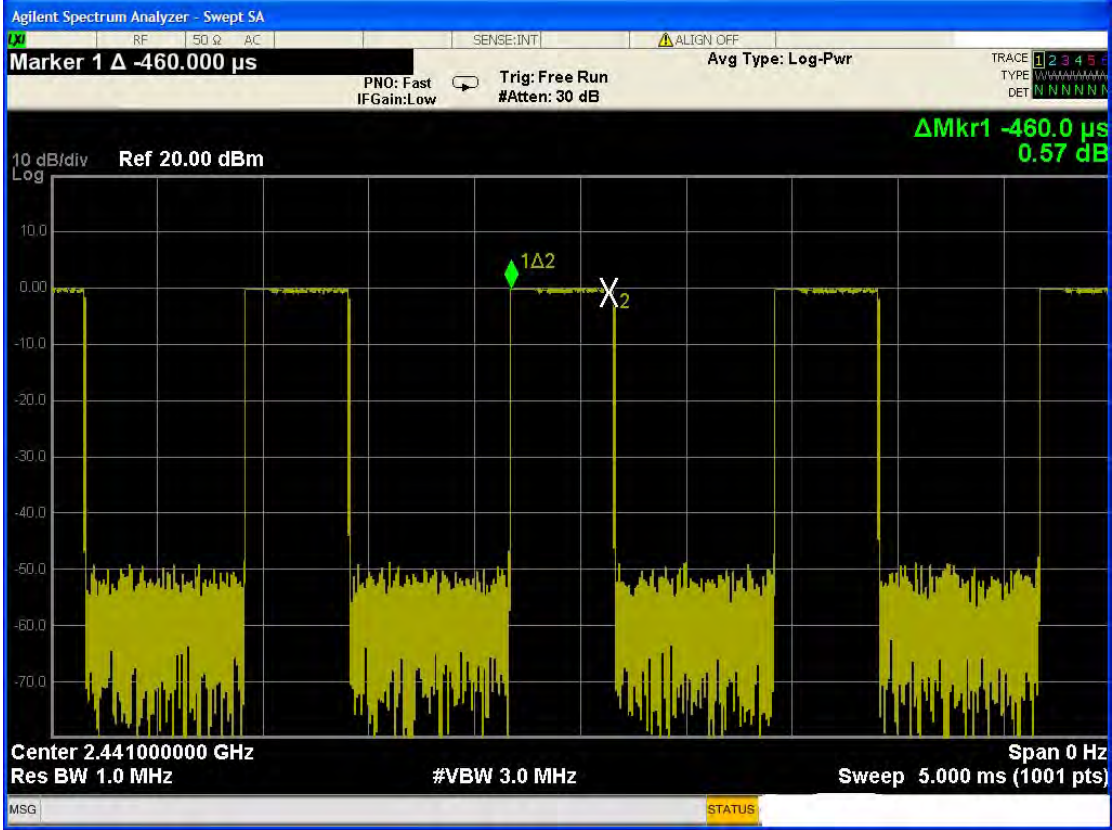 Agilent Spectrum Analyzer - Swept SA
LXI RF 50 Ω AC SENSE:INT ALIGN OFF
Marker 1 Δ -460.000 µs
PNO: Fast
IFGain:Low
Trig: Free Run
#Atten: 30 dB
Avg Type: Log-Pwr
TRACE 1 2 3 4 5 6
TYPE
DET N N N N N N
ΔMkr1 -460.0 µs
0.57 dB
10 dB/div Ref 20.00 dBm
Log
10.0
1Δ2
0.00
2
-10.0
-20.0
-30.0
-40.0
-50.0
-60.0
-70.0
Center 2.441000000 GHz Span 0 Hz
Res BW 1.0 MHz #VBW 3.0 MHz Sweep 5.000 ms (1001 pts)
MSG STATUS